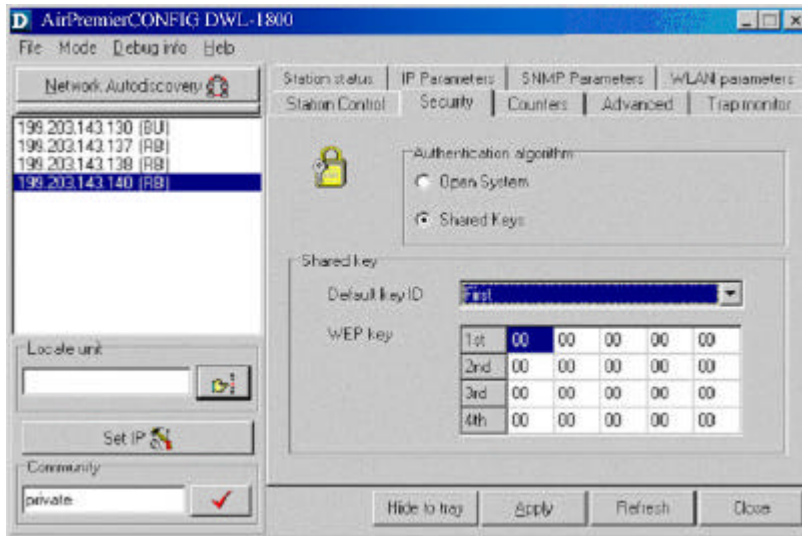 D AirPremierCONFIG DWL-1800
File Mode Debug info Help
Network Autodiscovery
199.203.143.130 (BU)
199.203.143.137 (RB)
199.203.143.138 (RB)
199.203.143.140 (RB)
Locate unit
Set IP
Community
private
Station status IP Parameters SNMP Parameters WLAN parameters
Station Control Security Counters Advanced Trap monitor
Authentication algorithm
Open System
Shared Keys
Shared key
Default key ID First
WEP key
1st 00 00 00 00 00
2nd 00 00 00 00 00
3rd 00 00 00 00 00
4th 00 00 00 00 00
Hide to tray Apply Refresh Close